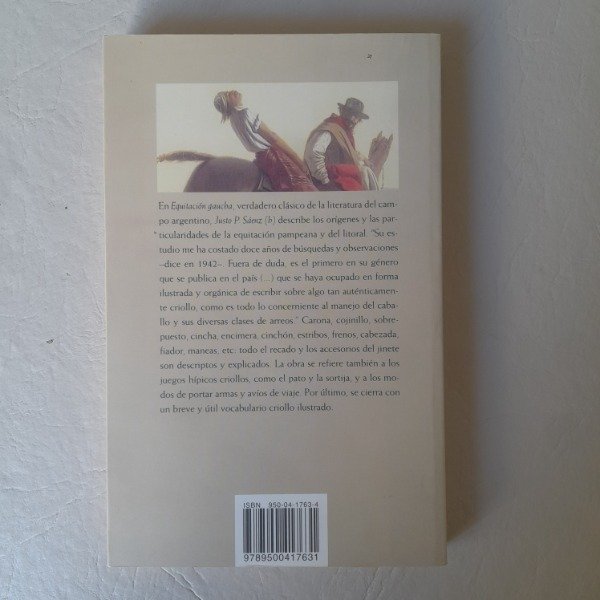 En Equitación gaucha, verdadero clásico de la literatura del cam-
po argentino, Justo P. Sáenz (h) describe los orígenes y las par-
ticularidades de la equitación pampeana y del litoral. "Su es-
tudio me ha costado doce años de búsquedas y observaciones
–dice en 1942–. Fuera de duda, es el primero en su género
que se publica en el país (...) que se haya ocupado en forma
ilustrada y orgánica de escribir sobre algo tan auténticamen-
te criollo, como es todo lo concerniente al manejo del caba-
llo y sus diversas clases de arreos." Carona, cojinillo, sobre-
puesto, cincha, encimera, cinchón, estribos, frenos, cabezada,
fiador, maneas, etc: todo el recado y los accesorios del jinete
son descriptos y explicados. La obra se refiere también a los
juegos hípicos criollos, como el pato y la sortija, y a los mo-
dos de portar armas y avíos de viaje. Por último, se cierra con
un breve y útil vocabulario criollo ilustrado.
ISBN 950-04 1763-4
9789500417631